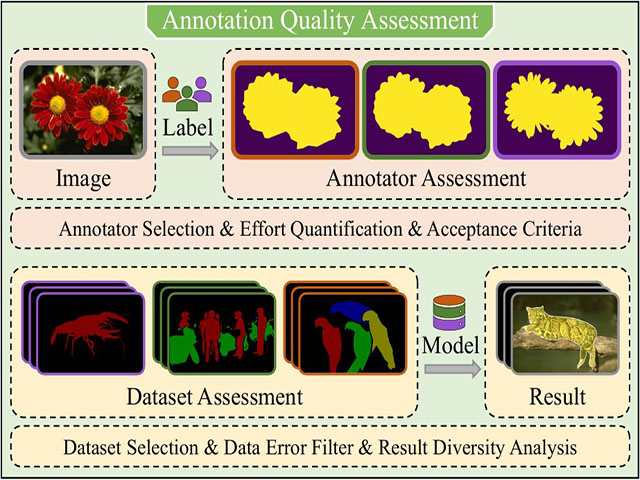 Annotation Quality Assessment
Label
Image
Annotator Assessment
Annotator Selection & Effort Quantification & Acceptance Criteria
Model
Dataset Assessment
Result
Dataset Selection & Data Error Filter & Result Diversity Analysis